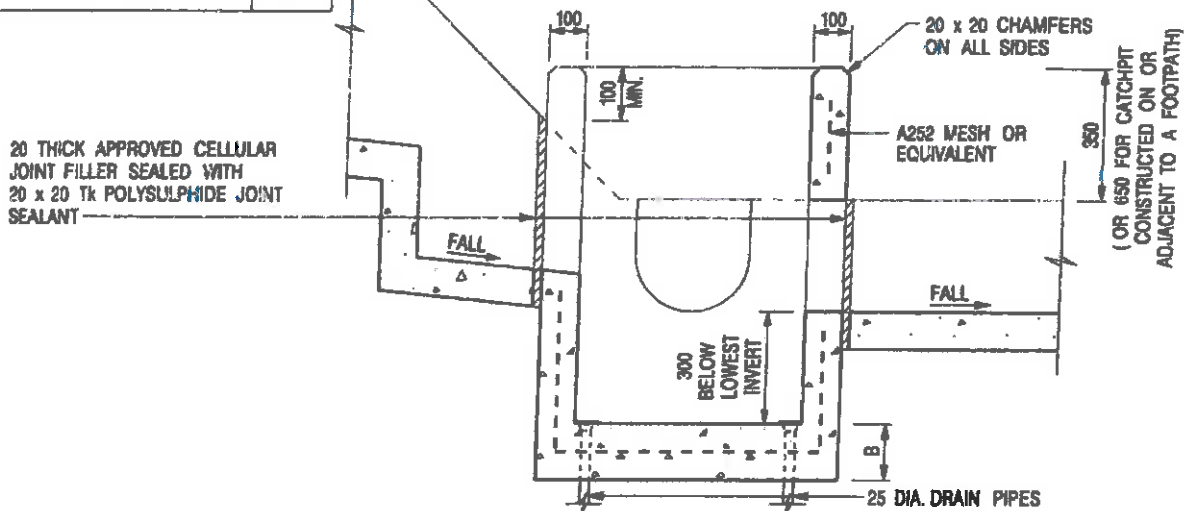 100
100
20 x 20 CHAMFERS
ON ALL SIDES
100
MIN.
350
( OR 650 FOR CATCHPIT
CONSTRUCTED ON OR
ADJACENT TO A FOOTPATH)
A252 MESH OR
EQUIVALENT
20 THICK APPROVED CELLULAR
JOINT FILLER SEALED WITH
20 x 20 Tk POLYSULPHIDE JOINT
SEALANT
FALL
FALL
300
BELOW
LOWEST
INVERT
B
25 DIA. DRAIN PIPES